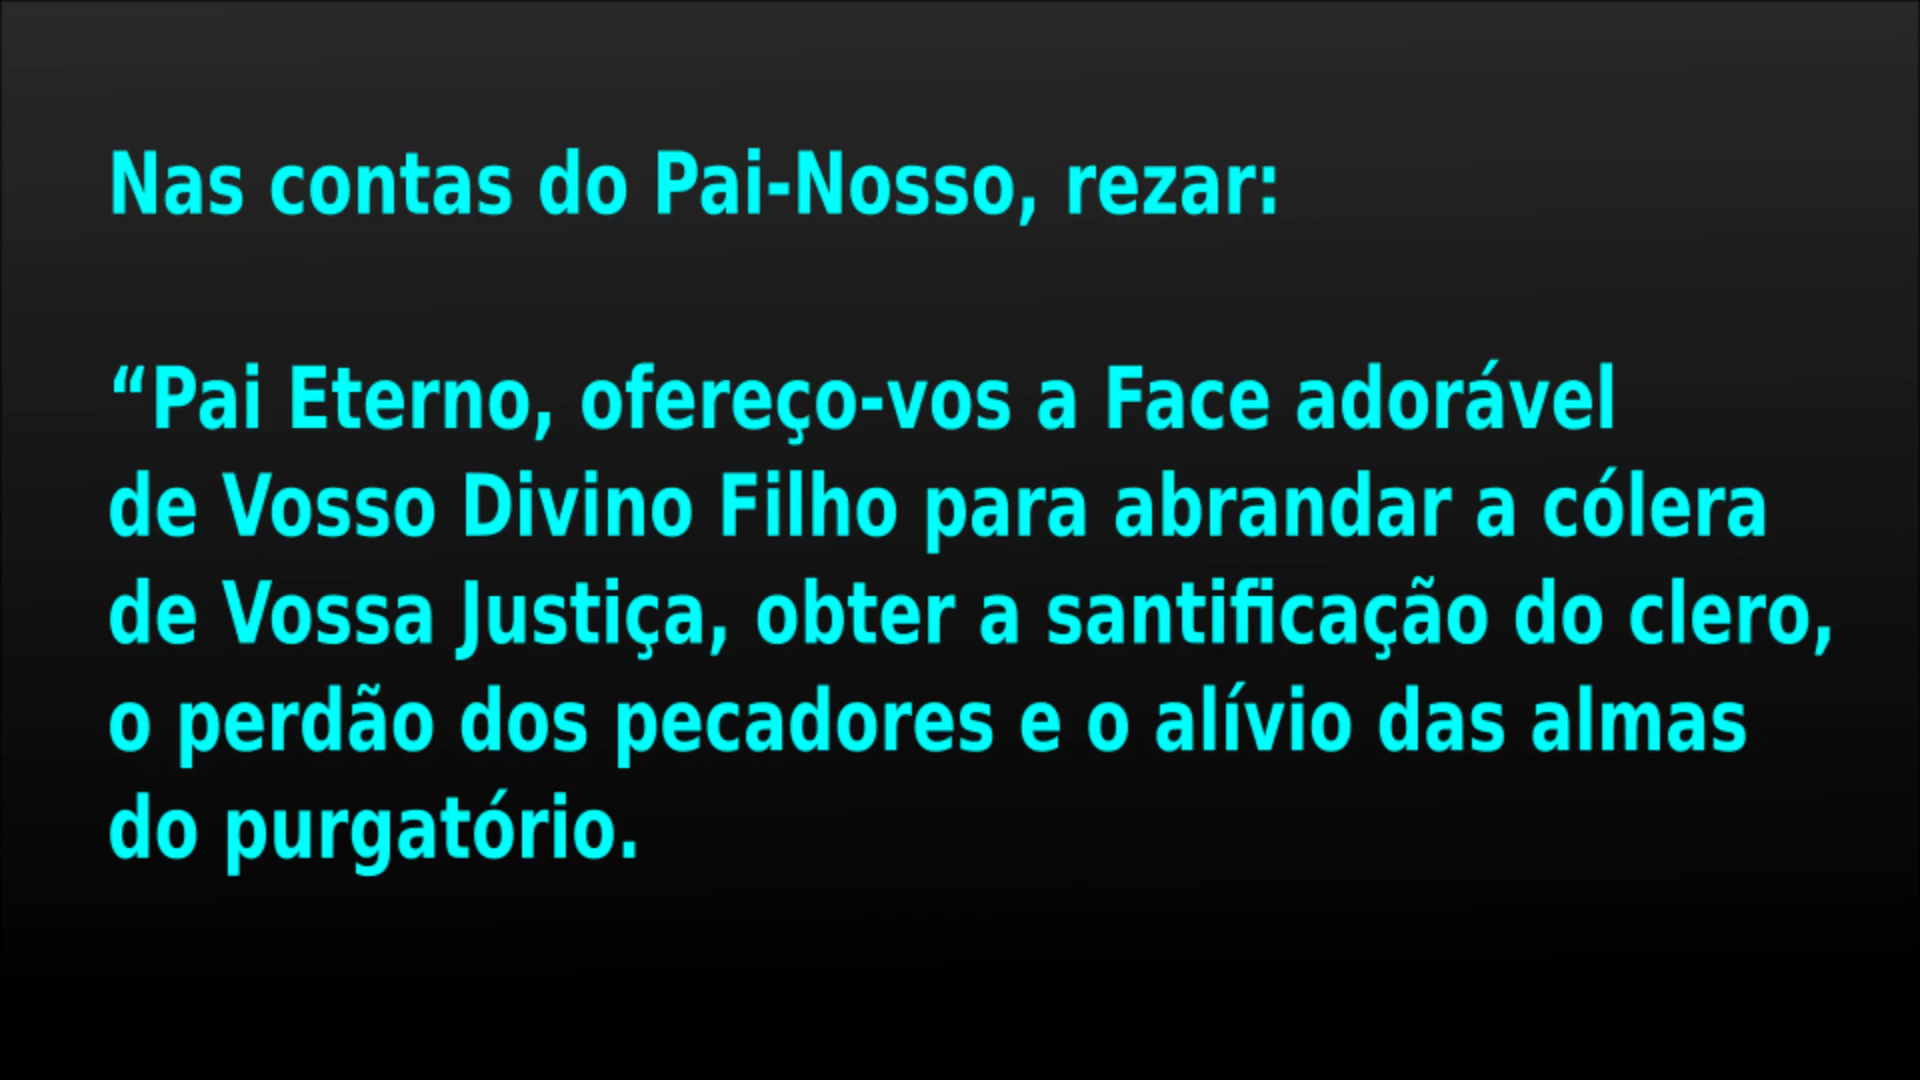 Nas contas do Pai-Nosso, rezar:
“Pai Eterno, ofereço-vos a Face adorável
de Vosso Divino Filho para abrandar a cólera
de Vossa Justiça, obter a santificação do clero,
o perdão dos pecadores e o alívio das almas
do purgatório.